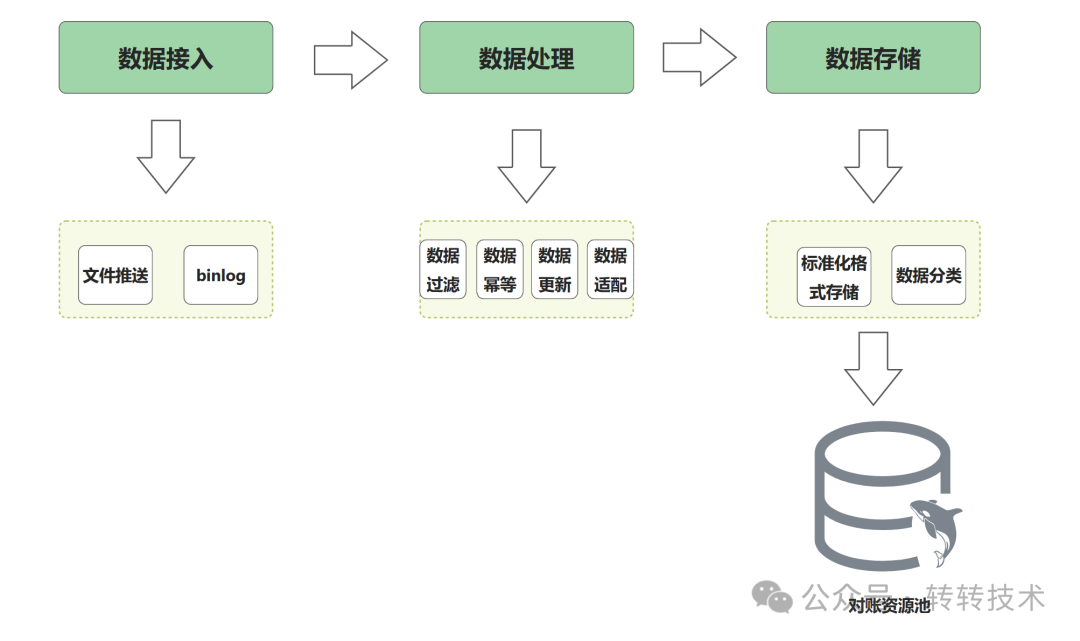 数据接入
数据处理
数据存储
文件推送
binlog
数据
过滤
数据
幂等
数据
更新
数据
适配
标准化格
式存储
数据分类
公众号·转转技术
对账资源池